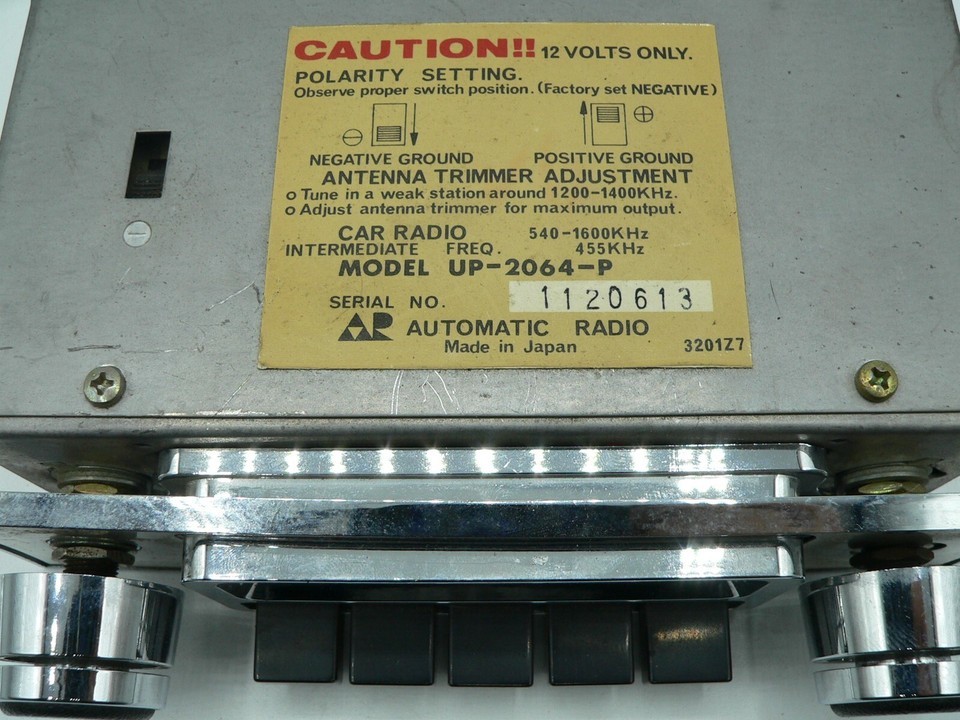 CAUTION!! 12 VOLTS ONLY.
POLARITY SETTING.
Observe proper switch position. (Factory set NEGATIVE)
⊖ ⊕
NEGATIVE GROUND POSITIVE GROUND
ANTENNA TRIMMER ADJUSTMENT
o Tune in a weak station around 1200-1400KHz.
o Adjust antenna trimmer for maximum output.
CAR RADIO 540-1600KHz
INTERMEDIATE FREQ. 455KHz
MODEL UP-2064-P
SERIAL NO. 1120613
AR AUTOMATIC RADIO
Made in Japan 3201Z7